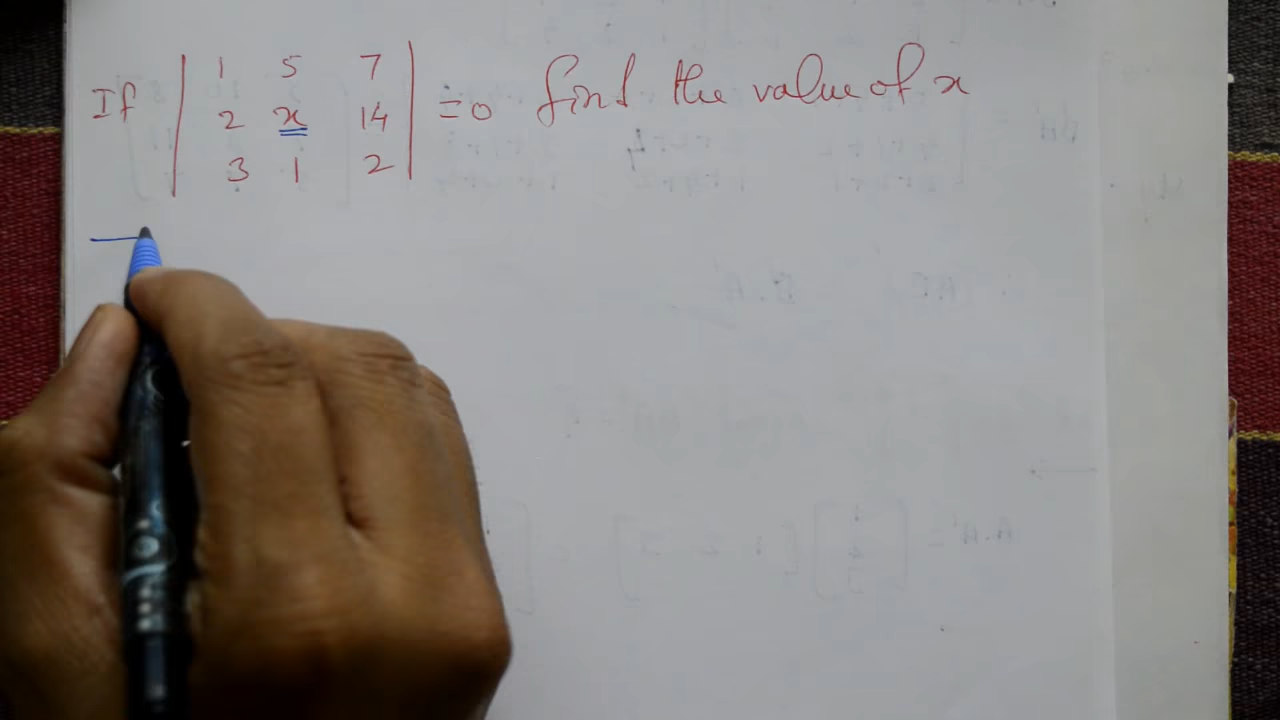 1 5 7
If 2 x 14 =0 find the value of x
3 1 2